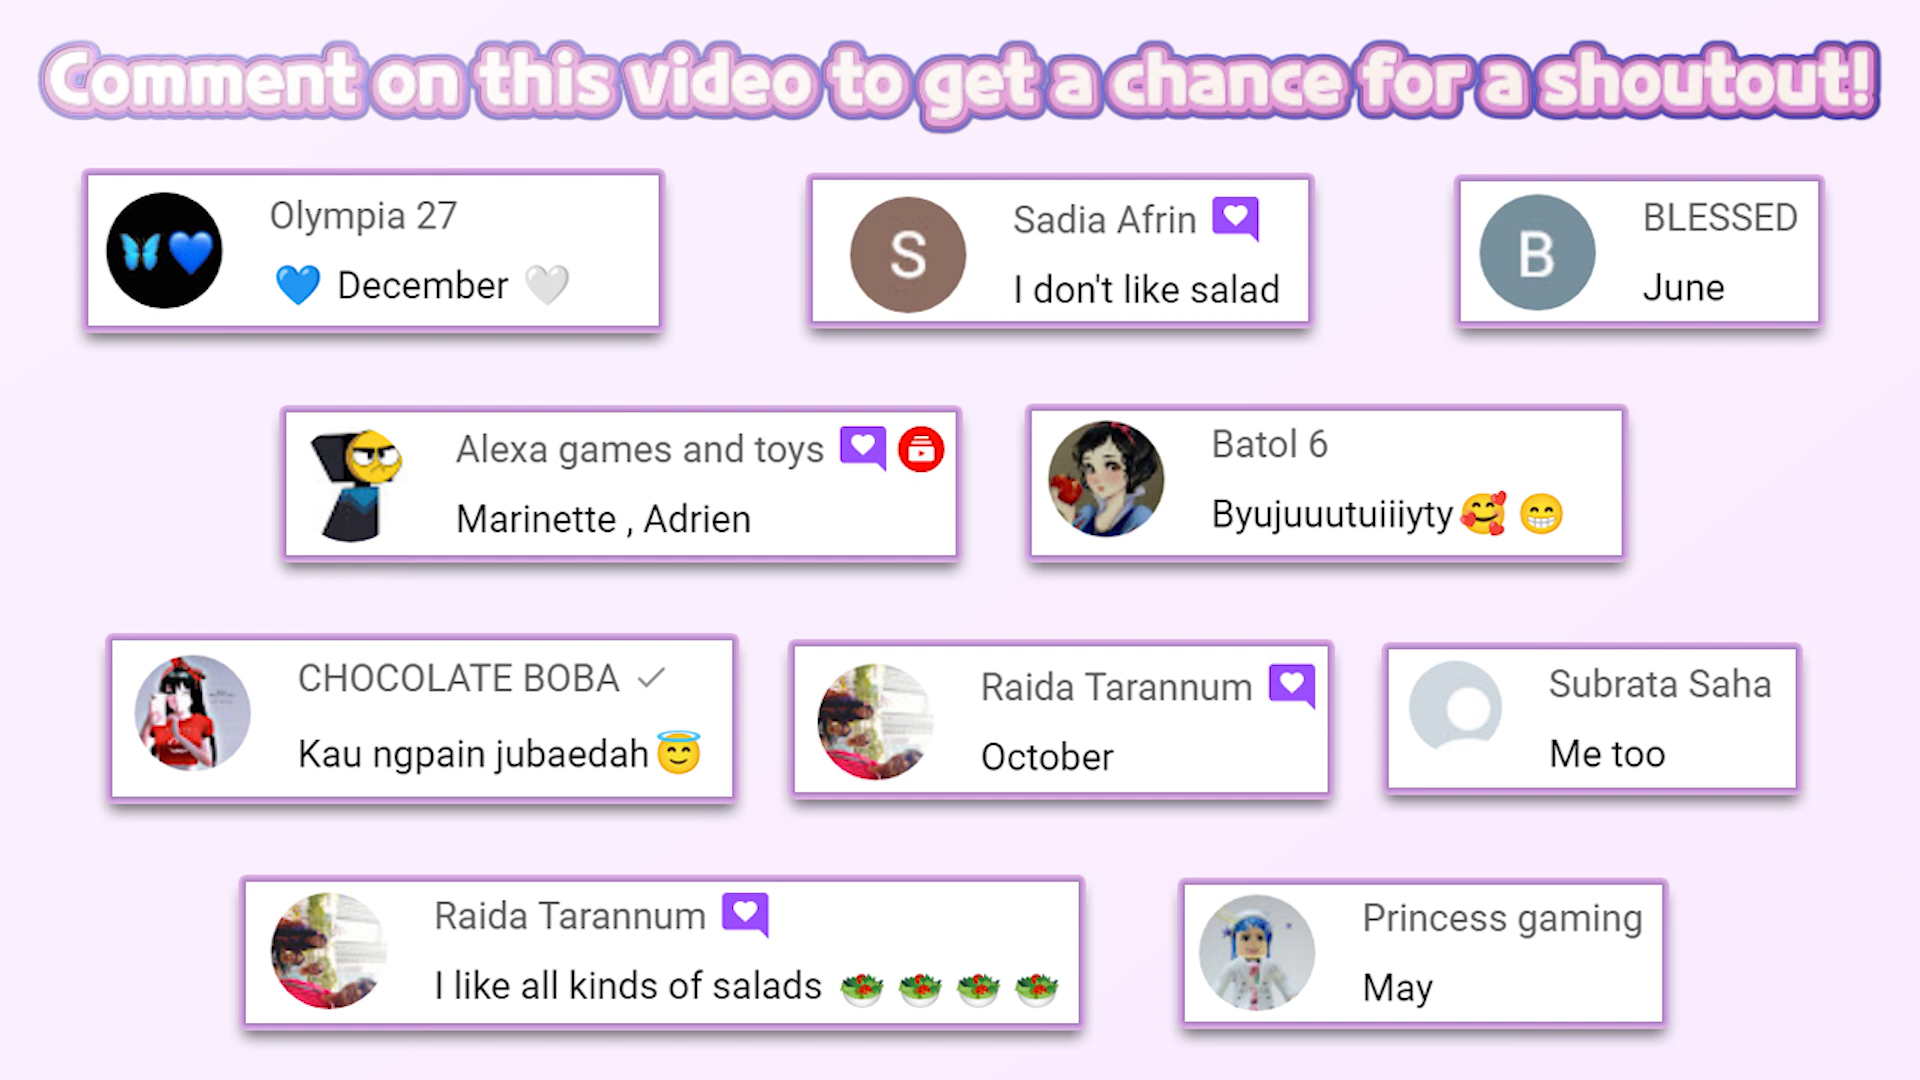 Comment on this video to get a chance for a shoutout!
Olympia 27
💙 December 🤍
S
Sadia Afrin
I don't like salad
B
BLESSED
June
Alexa games and toys
Marinette , Adrien
Batol 6
Byujuuutuiiiyty🥰 😁
CHOCOLATE BOBA ✓
Kau ngpain jubaedah😇
Raida Tarannum
October
Subrata Saha
Me too
Raida Tarannum
I like all kinds of salads 🥗 🥗 🥗 🥗
Princess gaming
May